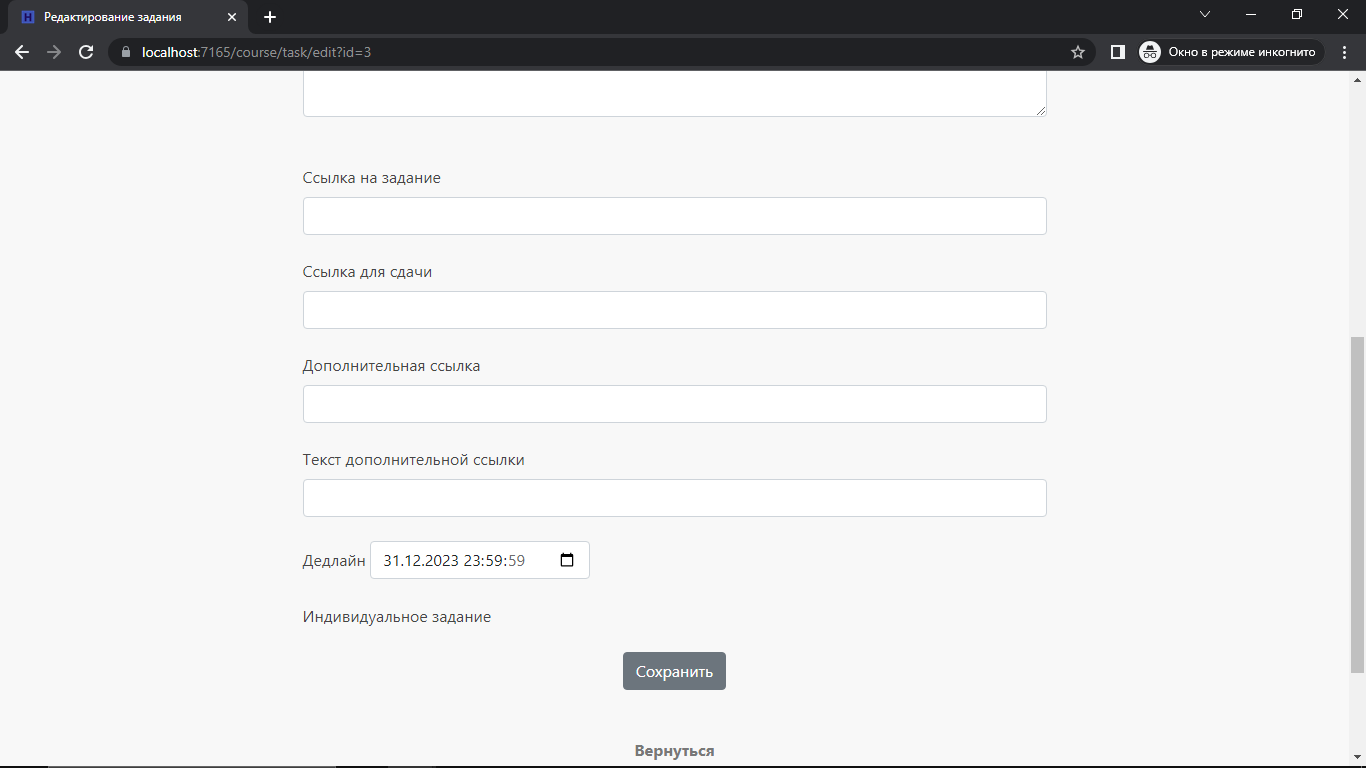 H Редактирование задания
localhost:7165/course/task/edit?id=3
Окно в режиме инкогнито
Ссылка на задание
Ссылка для сдачи
Дополнительная ссылка
Текст дополнительной ссылки
Дедлайн 31.12.2023 23:59:59
Индивидуальное задание
Сохранить
Вернуться